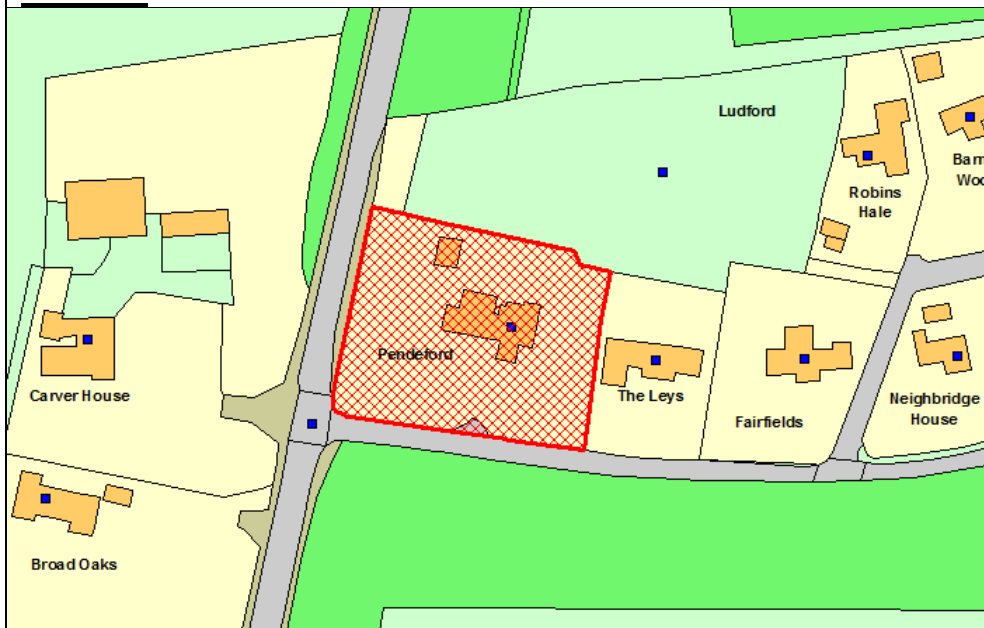 Ludford
Robins
Hale
Pendeford
Carver House
The Leys
Fairfields
Neighbridge
House
Broad Oaks